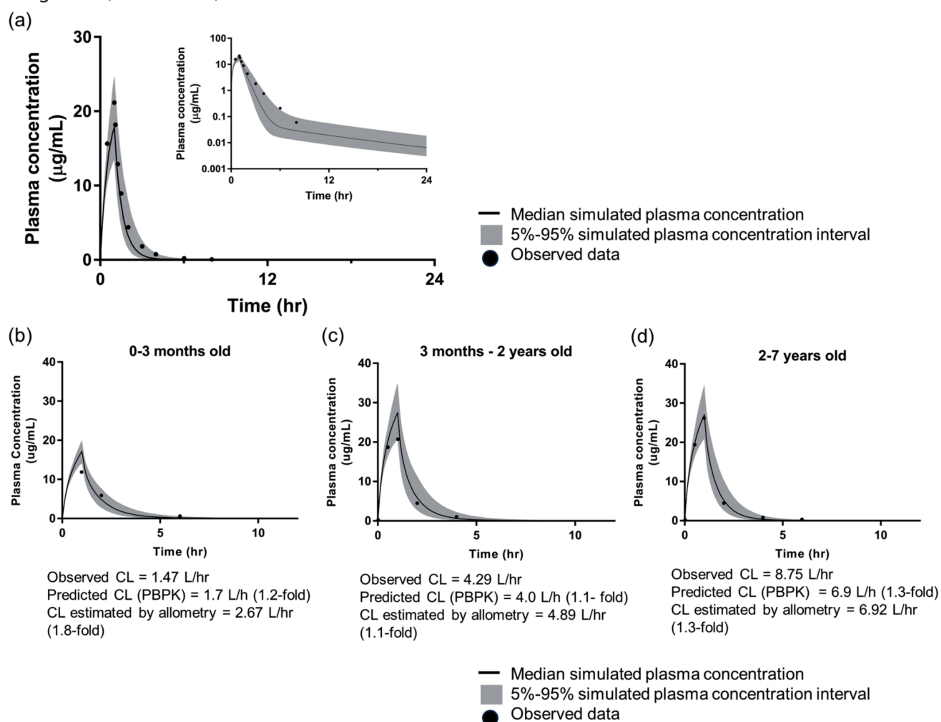 (a)
30
20
10
0
Plasma concentration
(μg/mL)
0
12
24
Time (hr)
100
10
1
0.1
0.01
0.001
Plasma concentration
(μg/mL)
0
12
24
Time (hr)
Median simulated plasma concentration
5%-95% simulated plasma concentration interval
Observed data
(b)
0-3 months old
40
30
20
10
0
Plasma Concentration
(ug/mL)
0
5
10
Time (hr)
Observed CL = 1.47 L/hr
Predicted CL (PBPK) = 1.7 L/h (1.2-fold)
CL estimated by allometry = 2.67 L/hr
(1.8-fold)
(c)
3 months - 2 years old
40
30
20
10
0
Plasma Concentration
(ug/mL)
0
5
10
Time (hr)
Observed CL = 4.29 L/hr
Predicted CL (PBPK) = 4.0 L/h (1.1- fold)
CL estimated by allometry = 4.89 L/hr
(1.1-fold)
(d)
2-7 years old
40
30
20
10
0
Plasma Concentration
(ug/mL)
0
5
10
Time (hr)
Observed CL = 8.75 L/hr
Predicted CL (PBPK) = 6.9 L/h (1.3-fold)
CL estimated by allometry = 6.92 L/hr
(1.3-fold)
Median simulated plasma concentration
5%-95% simulated plasma concentration interval
Observed data